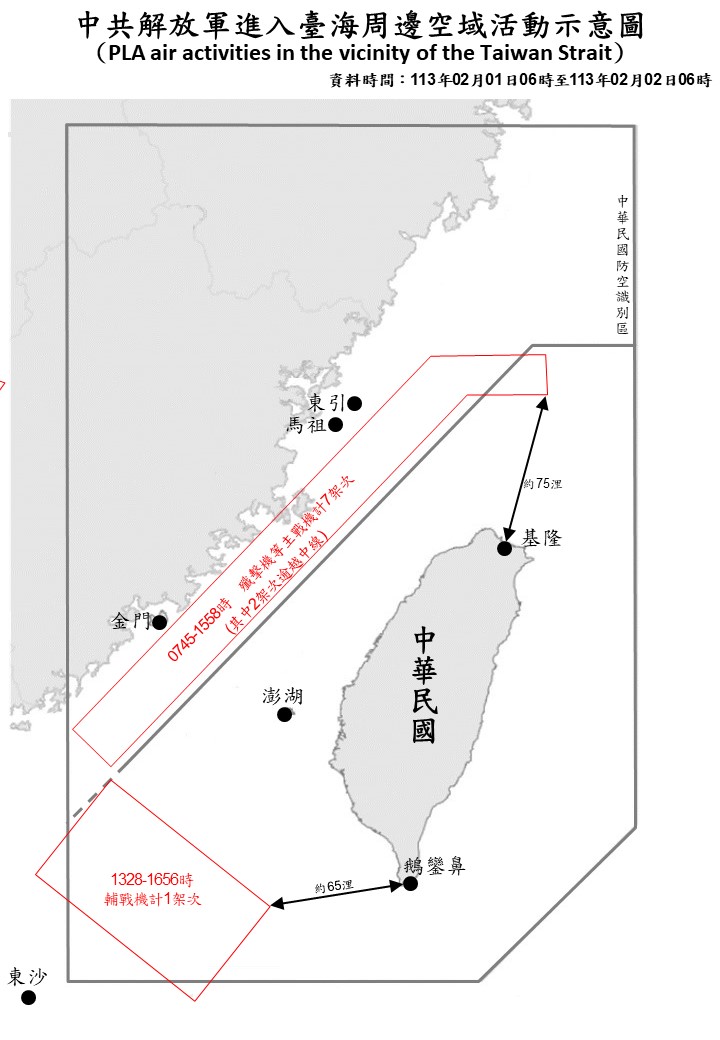 中共解放軍進入臺海周邊空域活動示意圖
（PLA air activities in the vicinity of the Taiwan Strait）
資料時間：113年02月01日06時至113年02月02日06時
中華民國防空識別區
東引
馬祖
約75浬
基隆
0745-1558時 殲擊機等主戰機計7架次
(其中2架次逾越中線)
金門
中華民國
澎湖
鵝鑾鼻
1328-1656時
輔戰機計1架次
約65浬
東沙